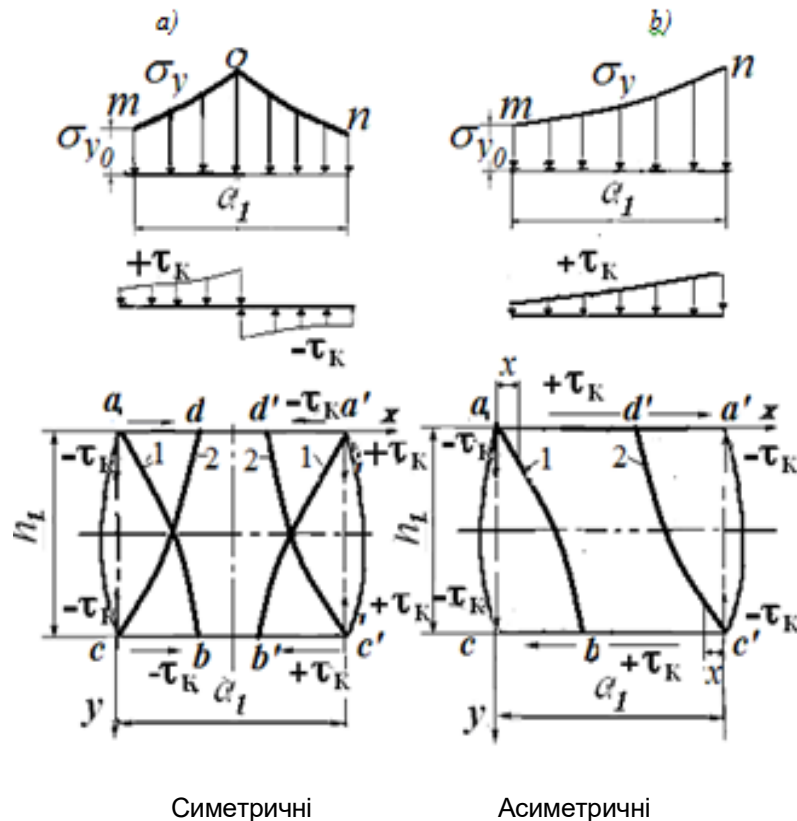 a) b)
σy o σy n
m n m
σy0 σy0
a1 a1
+τк +τк
-τк
a d d' -τк a' x a x +τк d' a' x
-τк 1 2 2 1 +τк -τк 1 2 -τк
h1 h1
-τк +τк -τк -τк
c b b' c' c b c'
-τк +τк +τк x
y a1 y a1
Симетричні Асиметричні